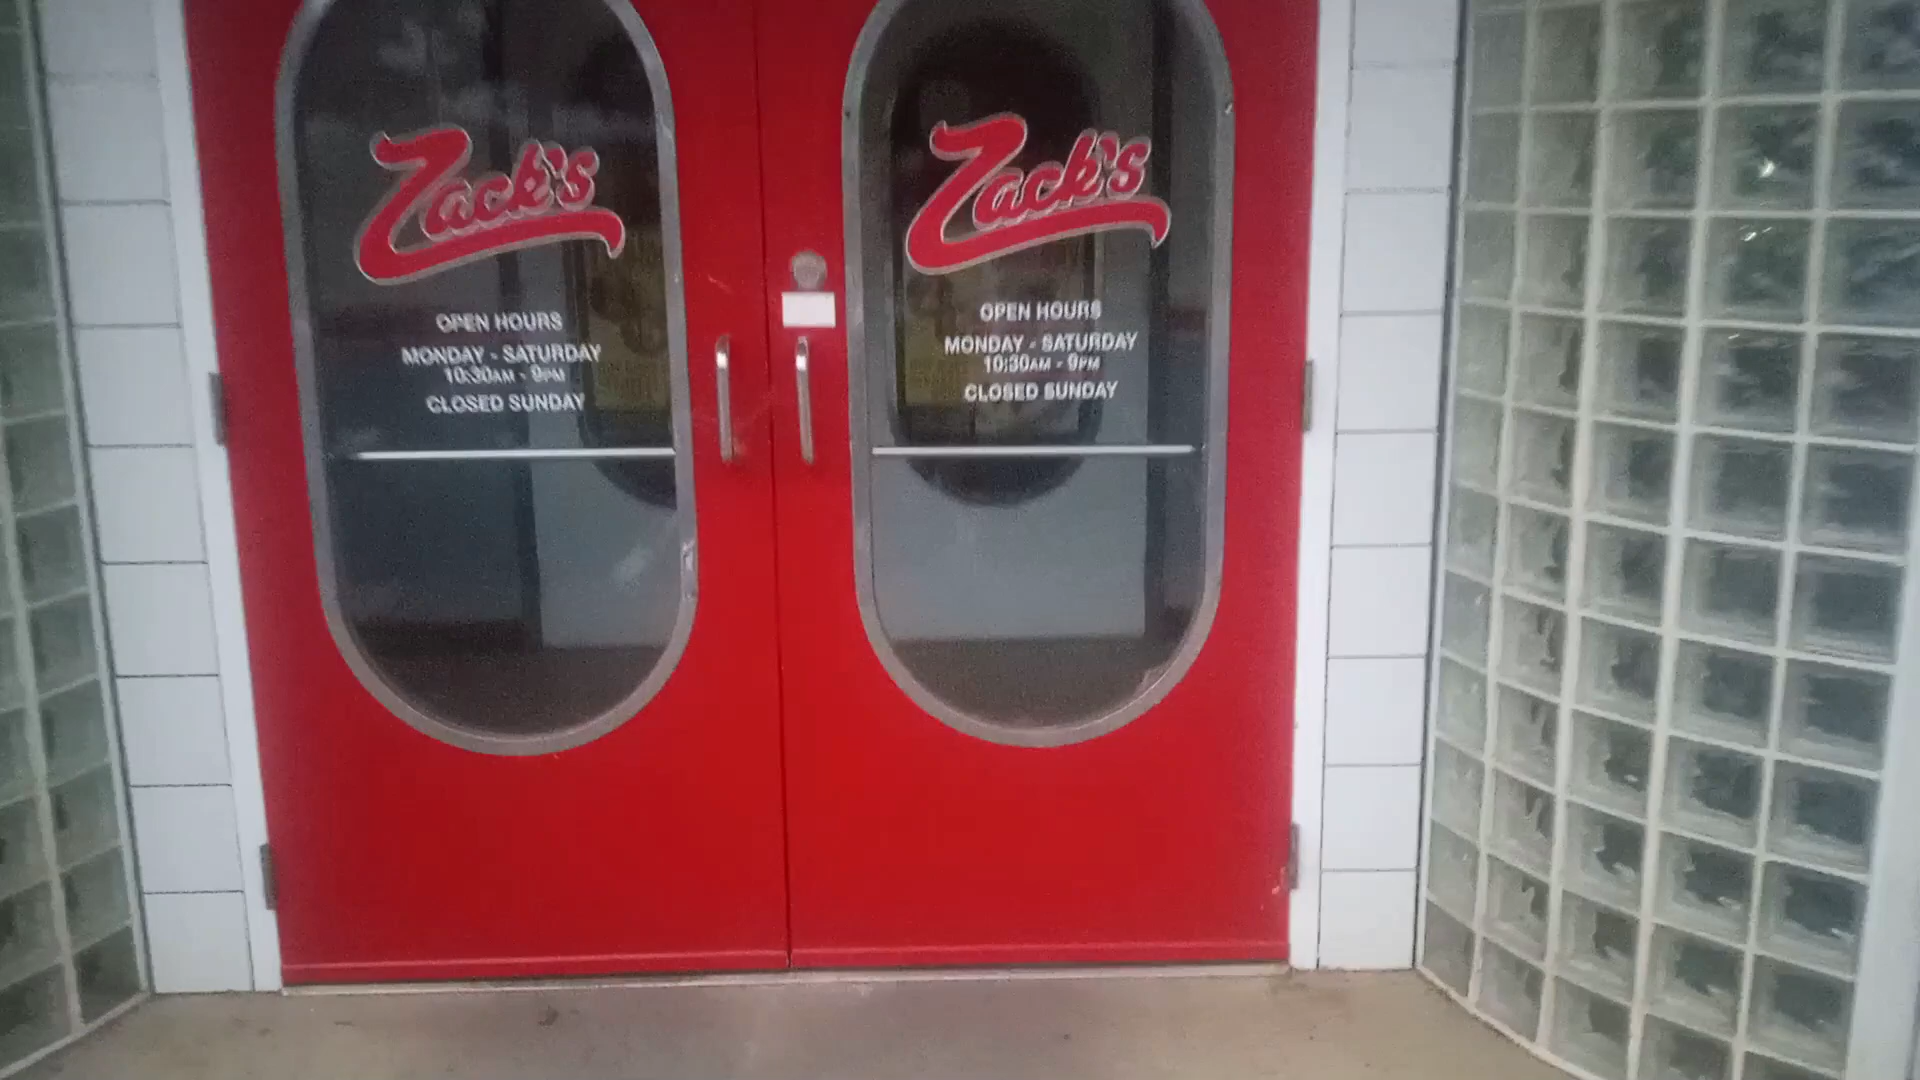 Zack's
OPEN HOURS
MONDAY - SATURDAY
10:30AM - 9PM
CLOSED SUNDAY
Zack's
OPEN HOURS
MONDAY - SATURDAY
10:30AM - 9PM
CLOSED SUNDAY